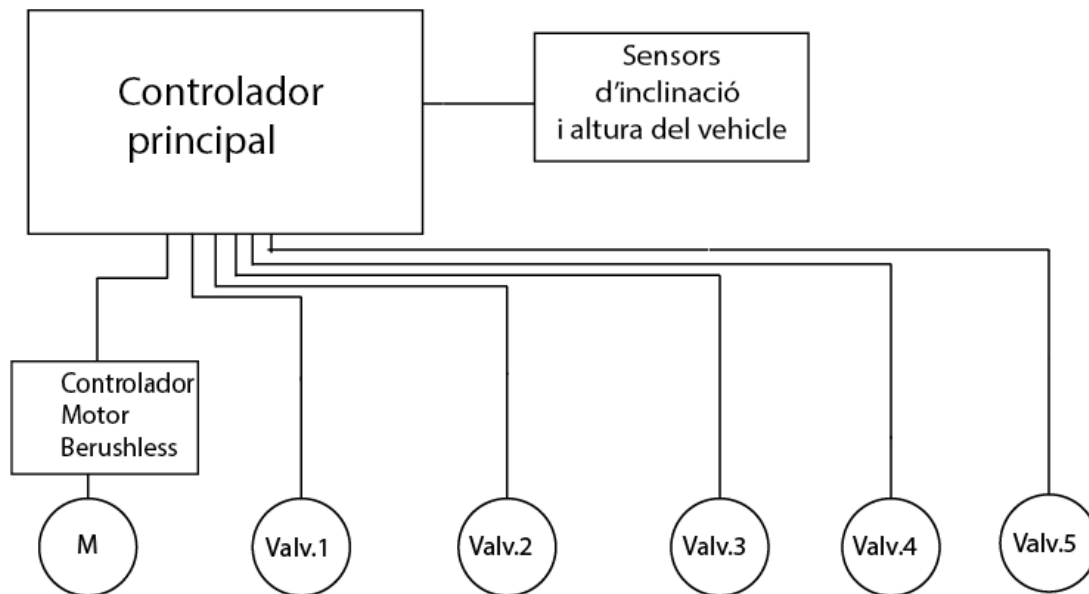 Controlador
principal
Sensors
d'inclinació
i altura del vehicle
Controlador
Motor
Berushless
M
Valv.1
Valv.2
Valv.3
Valv.4
Valv.5